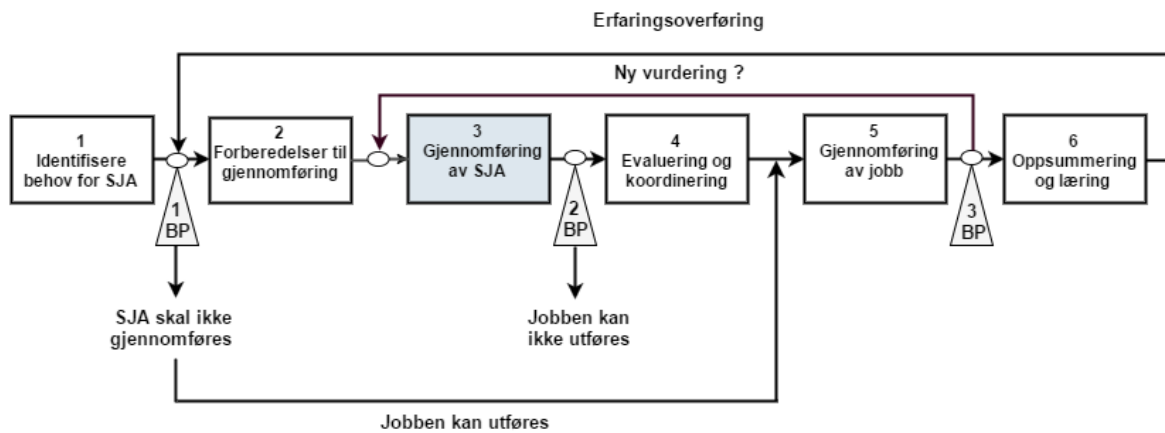 Erfaringsoverføring
Ny vurdering ?
1
Identifisere
behov for SJA
2
Forberedelser til
gjennomføring
3
Gjennomføring
av SJA
4
Evaluering og
koordinering
5
Gjennomføring
av jobb
6
Oppsummering
og læring
1
BP
2
BP
3
BP
SJA skal ikke
gjennomføres
Jobben kan
ikke utføres
Jobben kan utføres